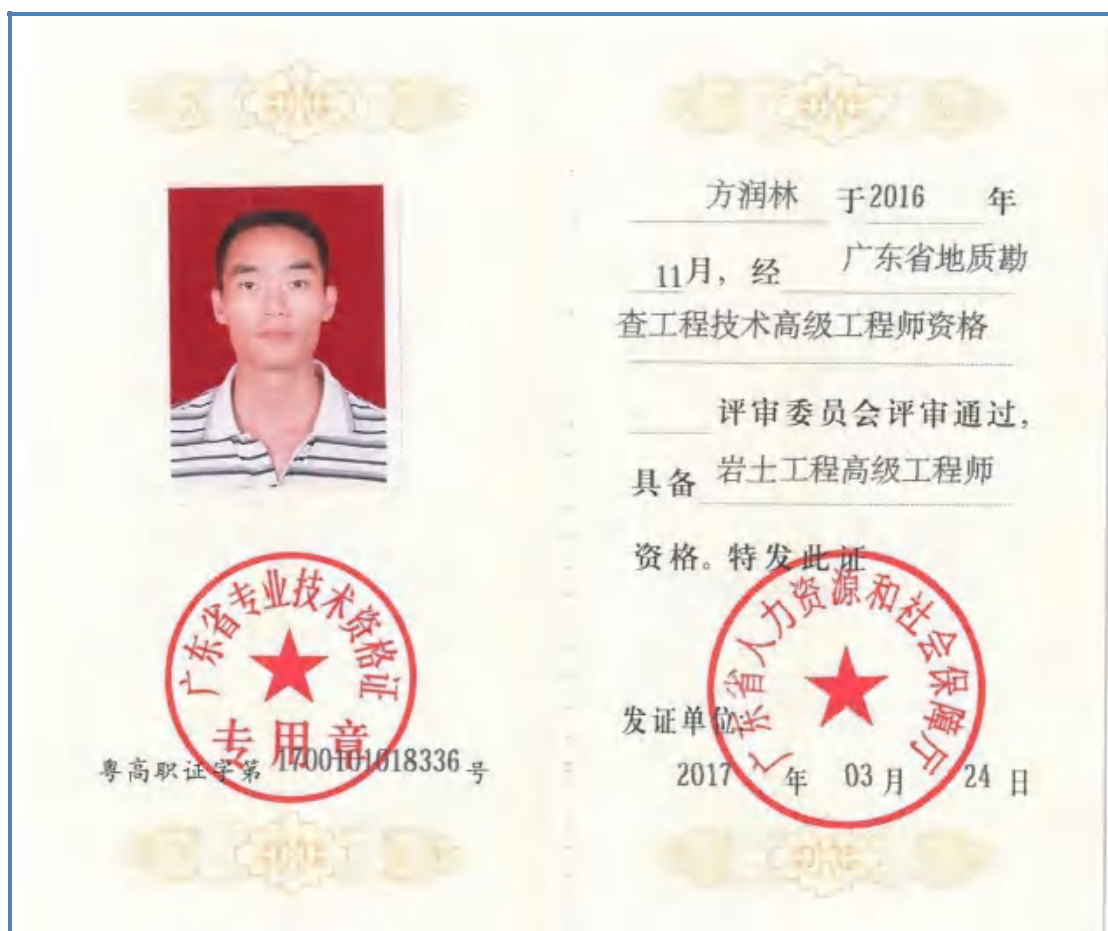 广东省专业技术资格证
专用章
粤高职证字第 1700101018336 号
方润林 于2016 年
11月，经 广东省地质勘
查工程技术高级工程师资格
评审委员会评审通过，
具备 岩土工程高级工程师
资格。特发此证
广东省人力资源和社会保障厅
发证单位:
2017 年 03 月 24 日